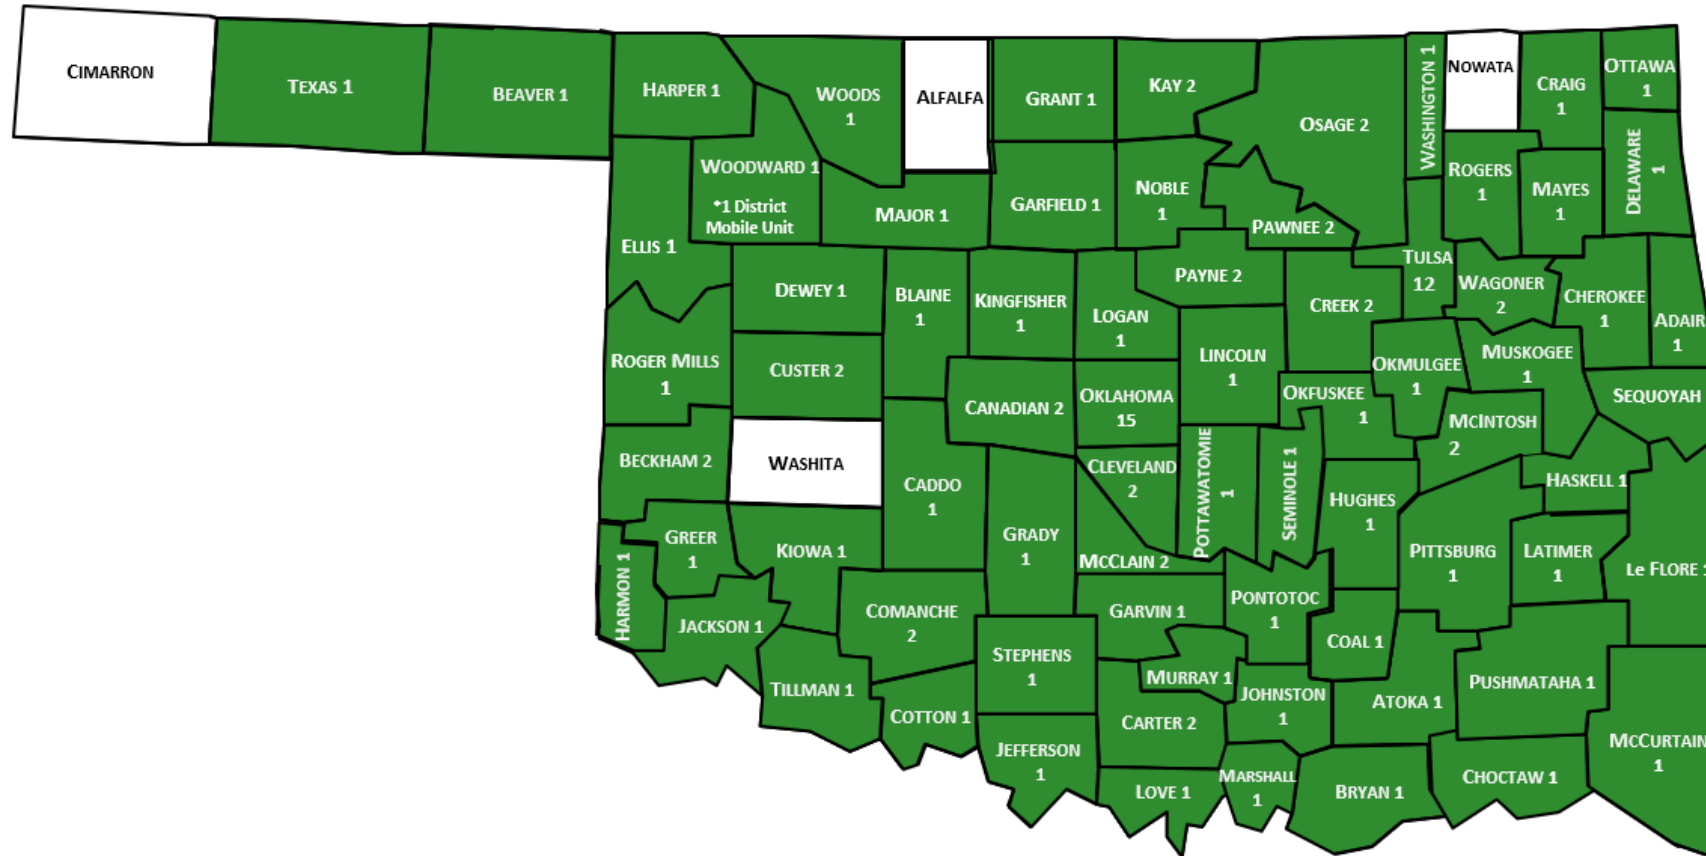 CIMARRON
TEXAS 1
BEAVER 1
HARPER 1
WOODS
1
ALFALFA
GRANT 1
KAY 2
OSAGE 2
WASHINGTON 1
NOWATA
CRAIG
1
OTTAWA
1
WOODWARD 1
*1 District
Mobile Unit
ELLIS 1
MAJOR 1
GARFIELD 1
NOBLE
1
PAWNEE 2
ROGERS
1
MAYES
1
DELAWARE
1
DEWEY 1
BLAINE
1
KINGFISHER
1
LOGAN
1
PAYNE 2
CREEK 2
TULSA
12
WAGONER
2
CHEROKEE
1
ADAIR
1
ROGER MILLS
1
CUSTER 2
CANADIAN 2
OKLAHOMA
15
LINCOLN
1
OKFUSKEE
1
OKMULGEE
1
MUSKOGEE
1
SEQUOYAH
MCINTOSH
2
BECKHAM 2
WASHITA
CADDO
1
CLEVELAND
2
POTTAWATOMIE
1
SEMINOLE 1
HUGHES
1
HASKELL 1
GREER
1
KIOWA 1
GRADY
1
MCCLAIN 2
PITTSBURG
1
LATIMER
1
Le FLORE 1
HARMON 1
JACKSON 1
COMANCHE
2
GARVIN 1
PONTOTOC
1
COAL 1
STEPHENS
1
MURRAY 1
TILLMAN 1
COTTON 1
CARTER 2
JOHNSTON
1
ATOKA 1
PUSHMATAHA 1
JEFFERSON
1
LOVE 1
MARSHALL
1
BRYAN 1
CHOCTAW 1
MCCURTAIN
1